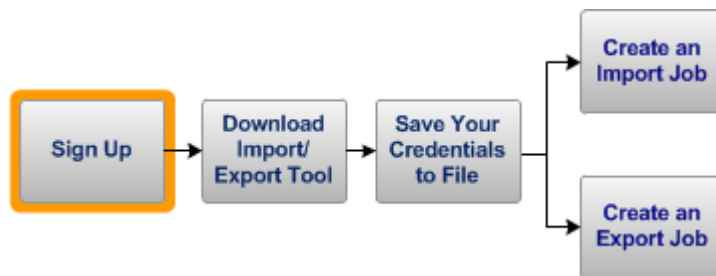 Sign Up
Download
Import/
Export Tool
Save Your
Credentials
to File
Create an
Import Job
Create an
Export Job